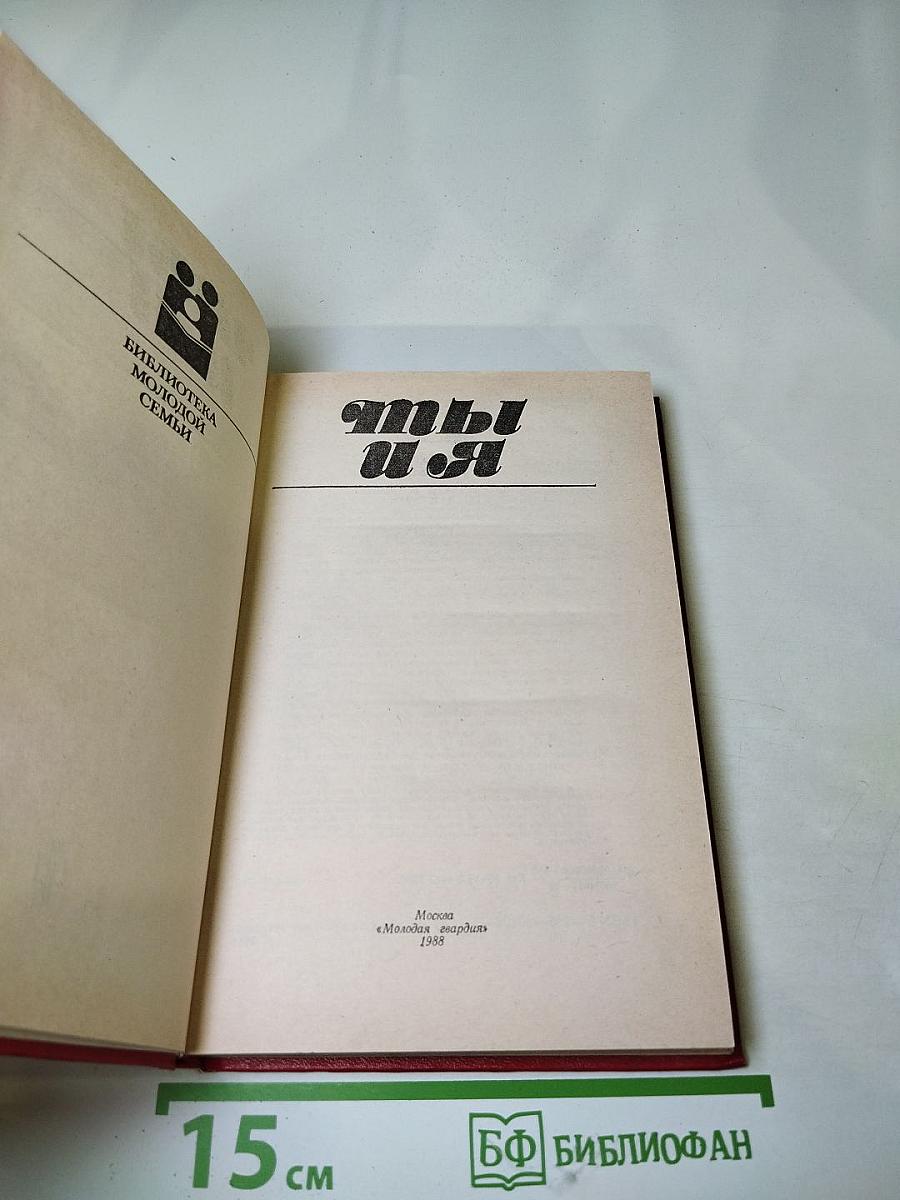 БИБЛИОТЕКА
МОЛОДОЙ
СЕМЬИ
ты
и я
Москва
«Молодая гвардия»
1988
15 см
БФ БИБЛИОФАН